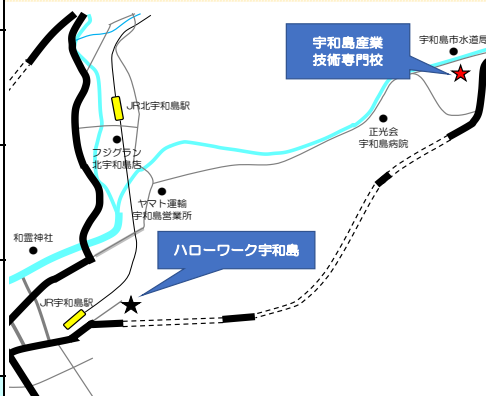 宇和島産業
技術専門校
宇和島市水道局
JR北宇和島駅
正光会
宇和島病院
フジグラン
北宇和島店
ヤマト運輸
宇和島営業所
和霊神社
ハローワーク宇和島
JR宇和島駅